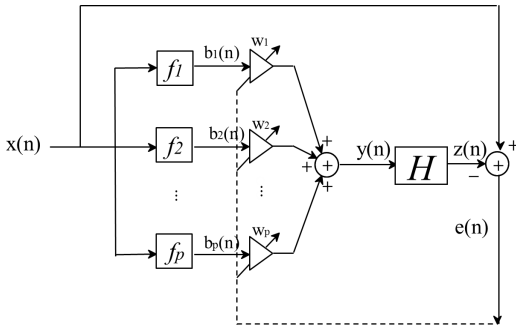 +
w1
f1 b1(n)
x(n)
f2 b2(n) w2 + + + + y(n) H z(n) − +
⋮ ⋮
fp bp(n) wp
e(n)